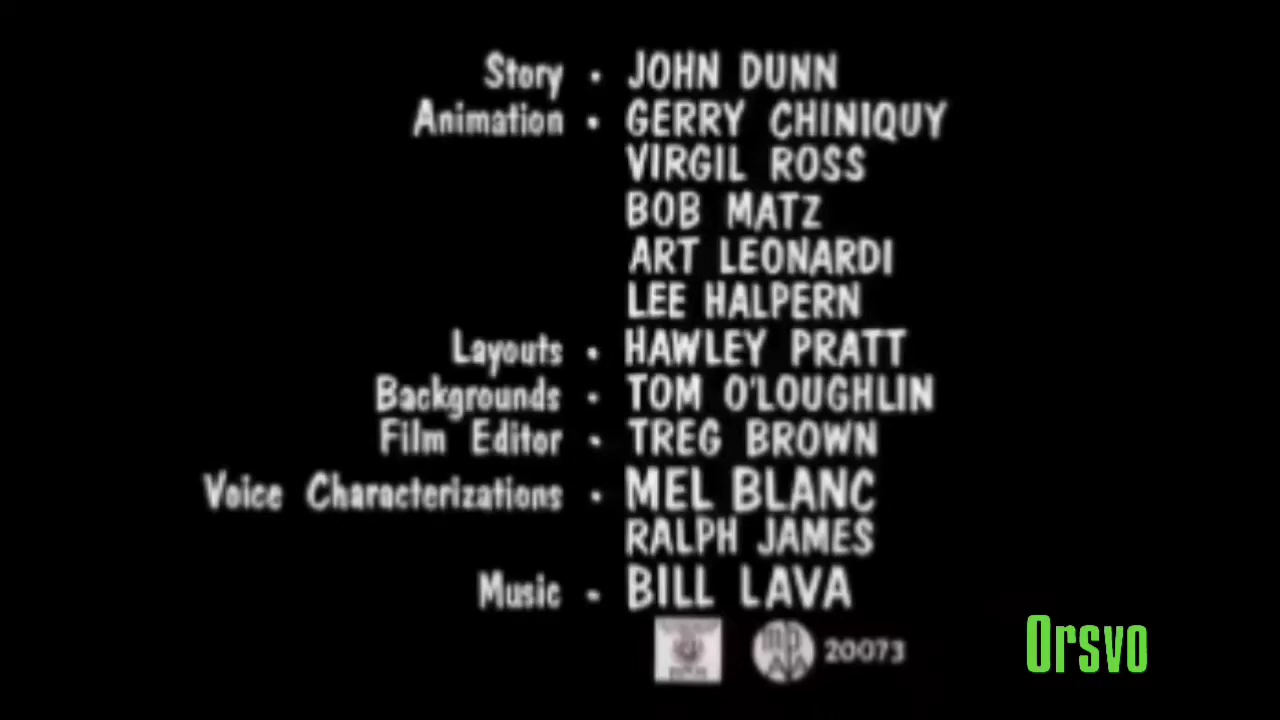 Story • JOHN DUNN
Animation • GERRY CHINIQUY
VIRGIL ROSS
BOB MATZ
ART LEONARDI
LEE HALPERN
Layouts • HAWLEY PRATT
Backgrounds • TOM O'LOUGHLIN
Film Editor • TREG BROWN
Voice Characterizations • MEL BLANC
RALPH JAMES
Music • BILL LAVA
20073
Orsvo